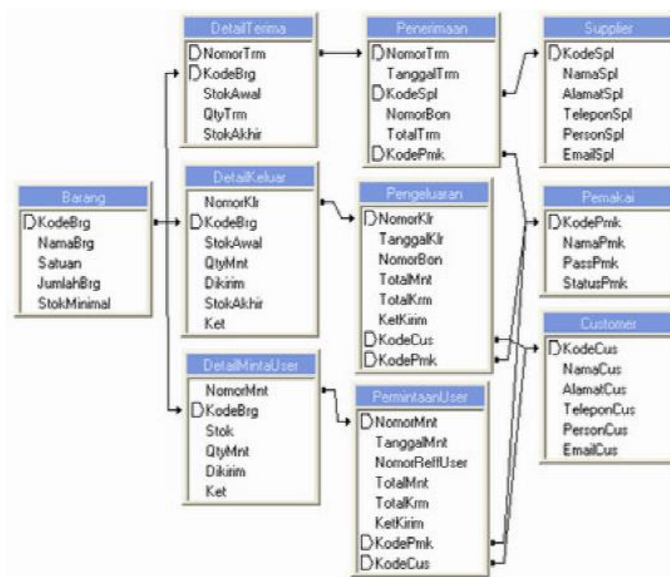 DetailTerima
NomorTrm
KodeBrg
StokAwal
QtyTrm
StokAkhir
Penerimaan
NomorTrm
TanggalTrm
KodeSpl
NomorBon
TotalTrm
KodePmk
Supplier
KodeSpl
NamaSpl
AlamatSpl
TeleponSpl
PersonSpl
EmailSpl
Barang
KodeBrg
NamaBrg
Satuan
JumlahBrg
StokMinimal
DetailKeluar
NomorKlr
KodeBrg
StokAwal
QtyMnt
Dikirim
StokAkhir
Ket
Pengeluaran
NomorKlr
TanggalKlr
NomorBon
TotalMnt
TotalKrm
KetKirim
KodeCus
KodePmk
Pemakai
KodePmk
NamaPmk
PassPmk
StatusPmk
DetailMintaUser
NomorMnt
KodeBrg
Stok
QtyMnt
Dikirim
Ket
PermintaanUser
NomorMnt
TanggalMnt
NomorReffUser
TotalMnt
TotalKrm
KetKirim
KodePmk
KodeCus
Customer
KodeCus
NamaCus
AlamatCus
TeleponCus
PersonCus
EmailCus